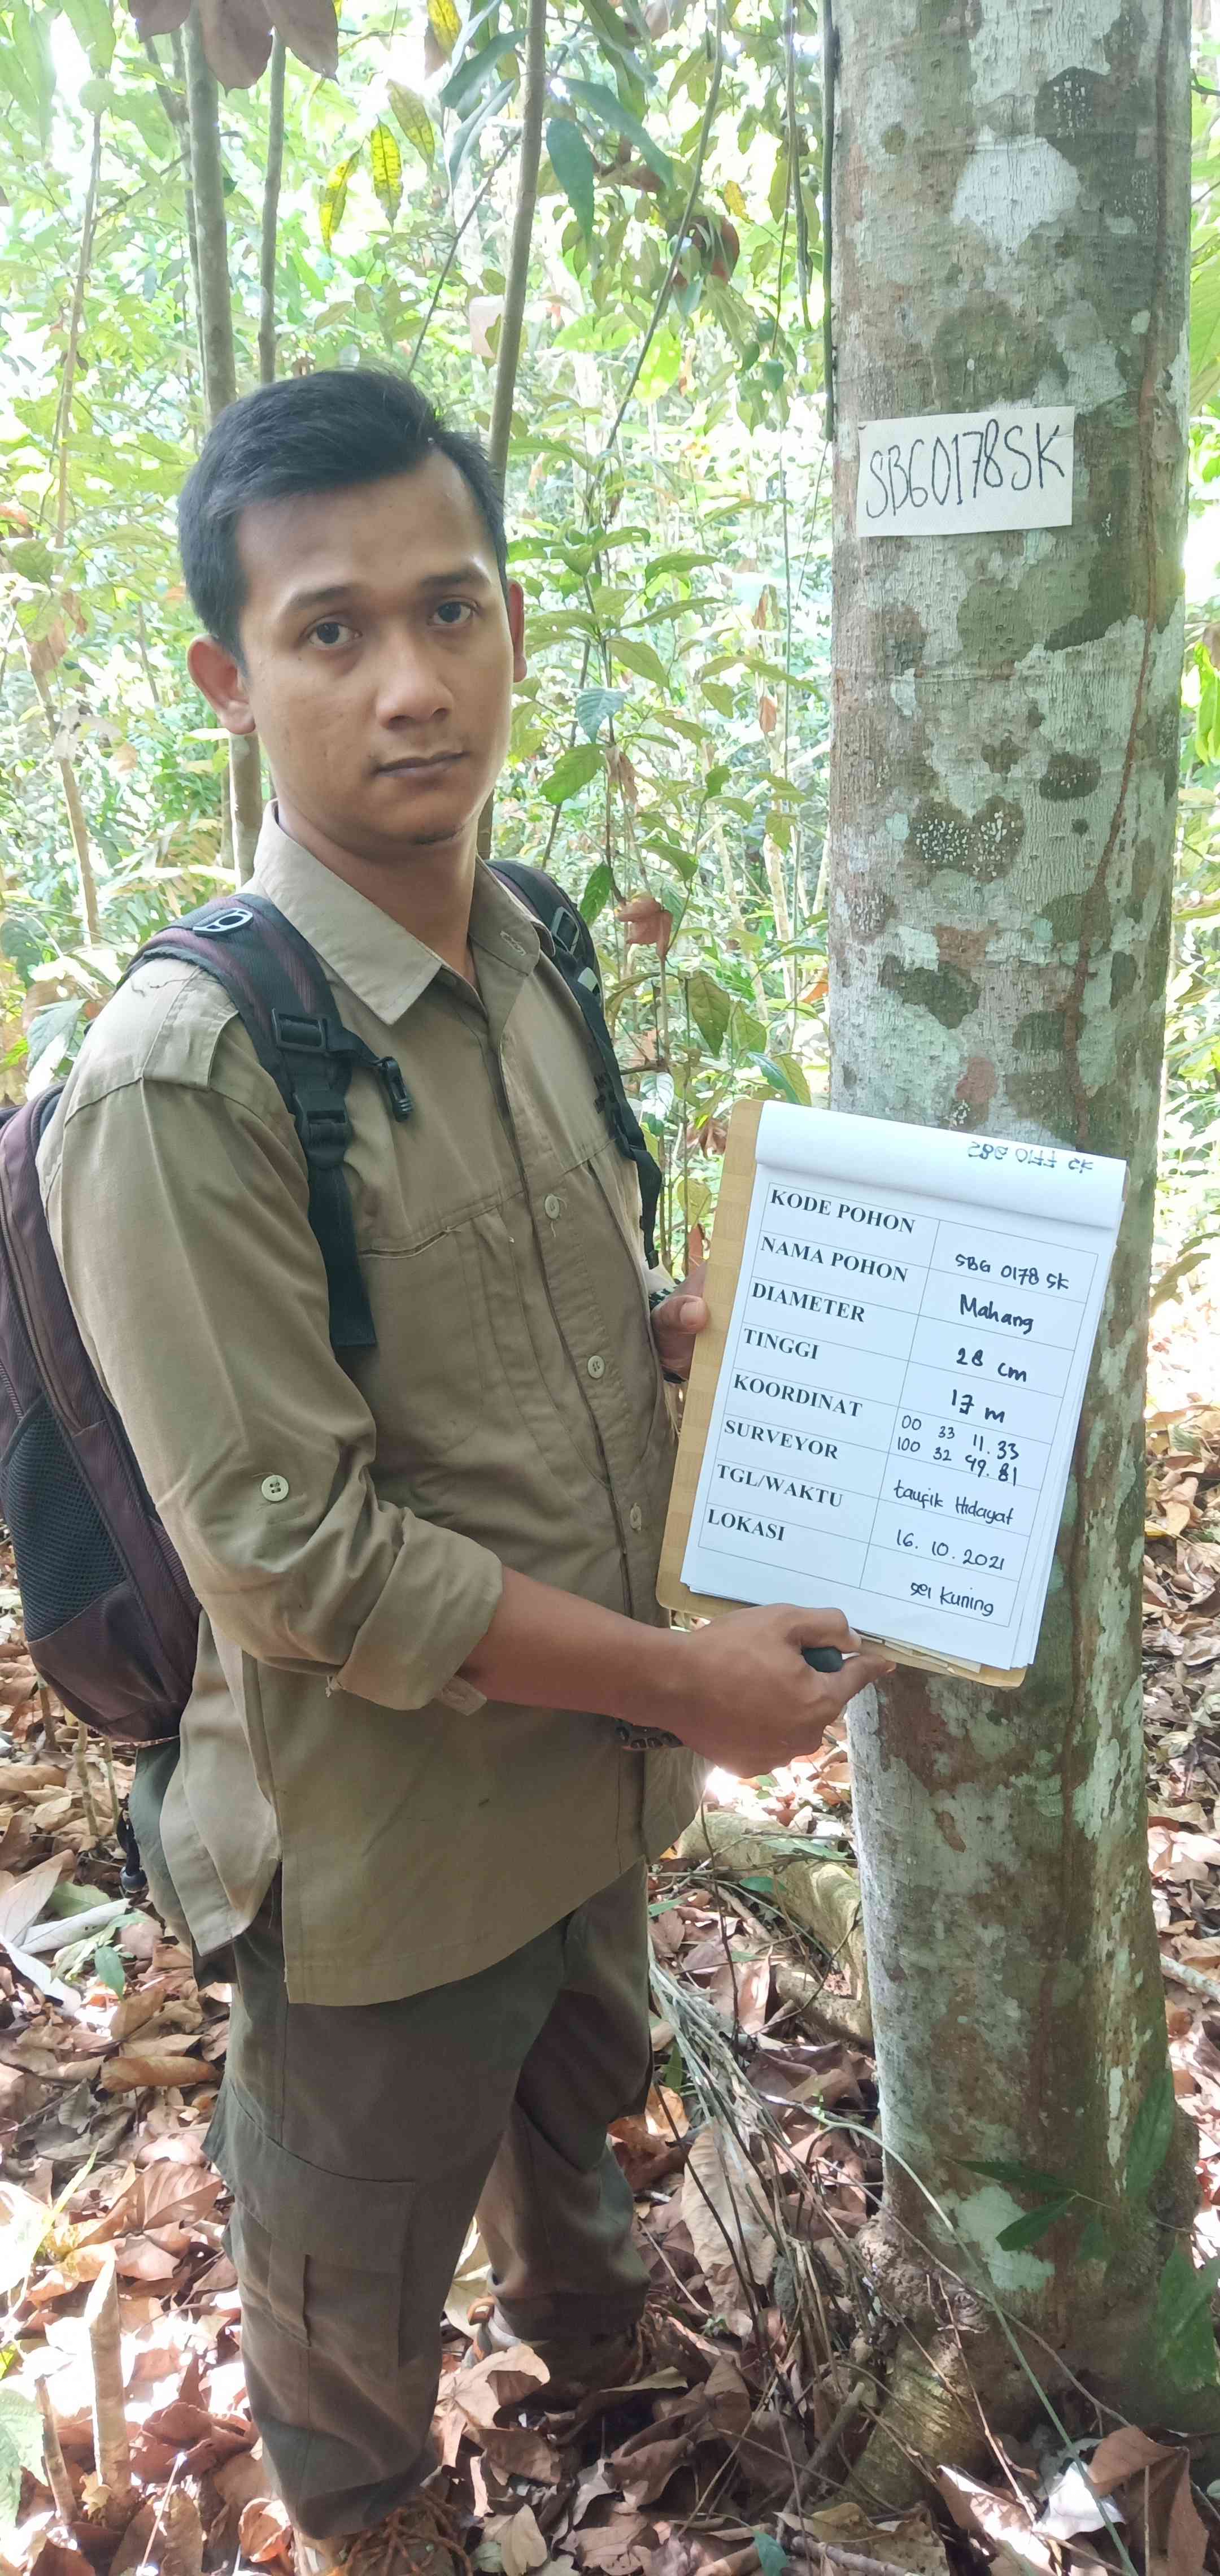 SBG0178SK
KODE POHON SBG 0178 SK
NAMA POHON Mahang
DIAMETER 28 cm
TINGGI 17 m
KOORDINAT 00 33 11.33
100 32 49.81
SURVEYOR taufik Hidayat
TGL/WAKTU 16.10.2021
LOKASI sei kuning